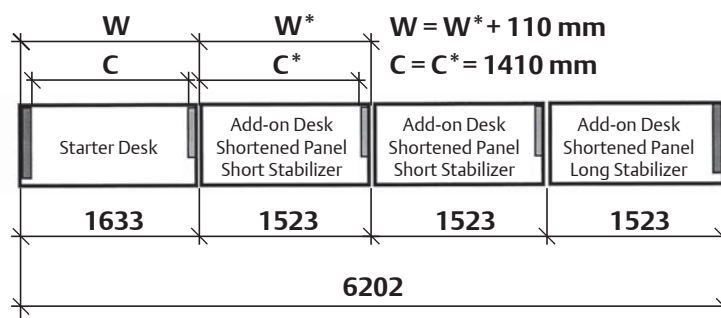 W W* W = W* + 110 mm
C C* C = C* = 1410 mm
Starter Desk
Add-on Desk
Shortened Panel
Short Stabilizer
Add-on Desk
Shortened Panel
Short Stabilizer
Add-on Desk
Shortened Panel
Long Stabilizer
1633 1523 1523 1523
6202